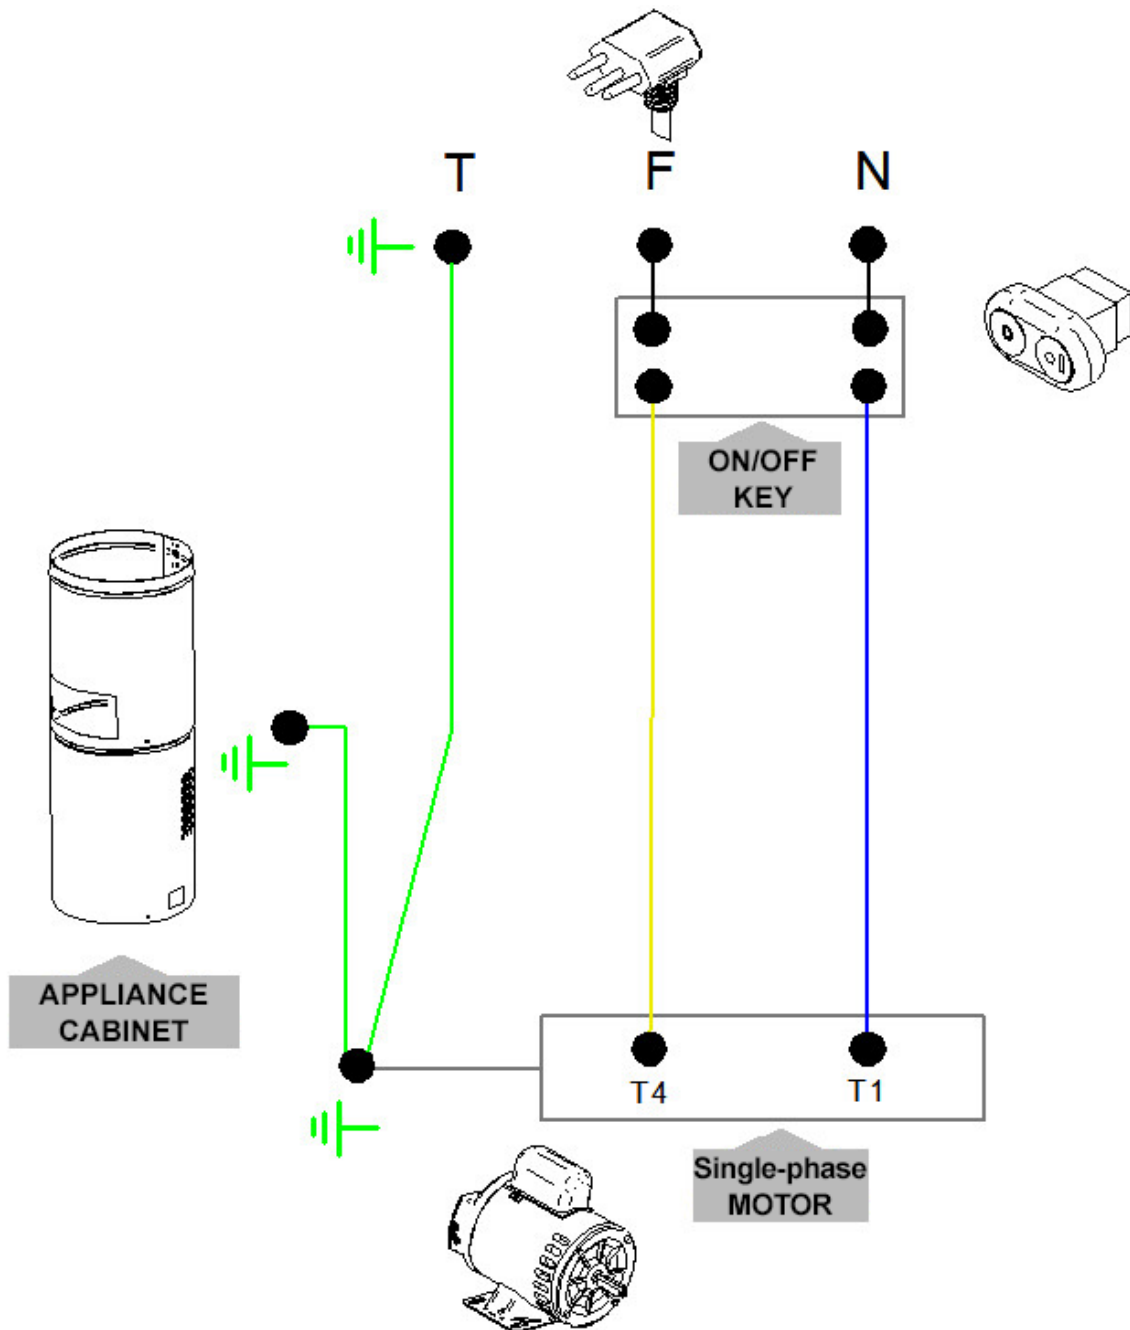 T F N
ON/OFF
KEY
APPLIANCE
CABINET
T4 T1
Single-phase
MOTOR